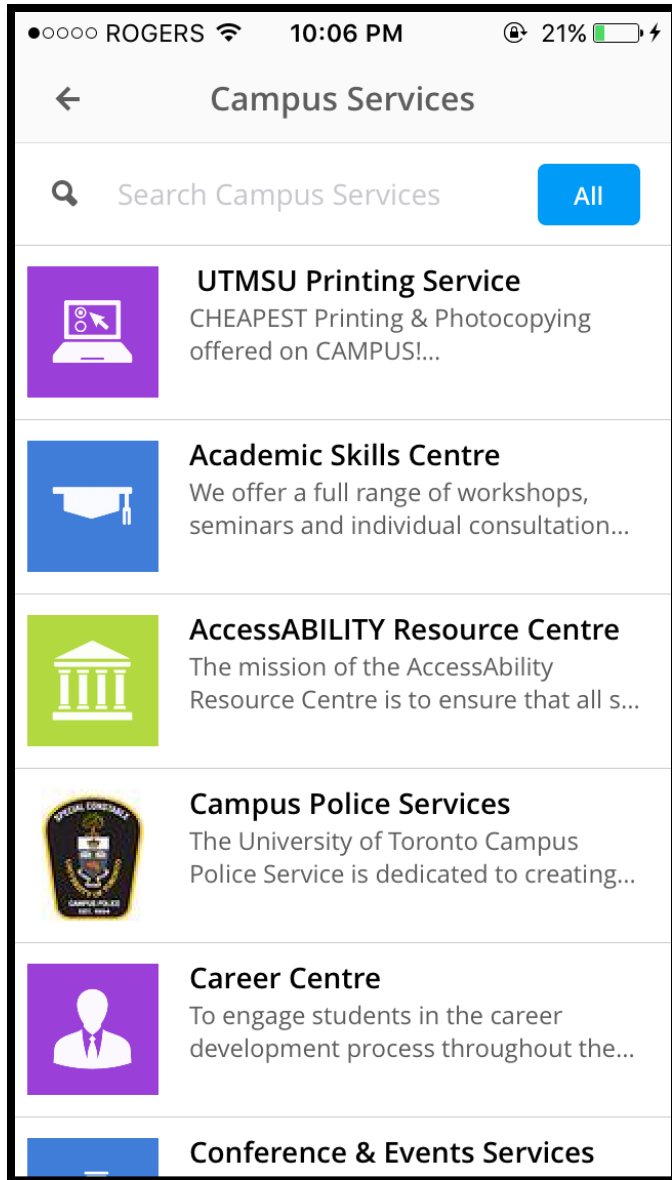 ROGERS 10:06 PM 21%
Campus Services
Search Campus Services All
UTMSU Printing Service
CHEAPEST Printing & Photocopying
offered on CAMPUS!...
Academic Skills Centre
We offer a full range of workshops,
seminars and individual consultation...
AccessABILITY Resource Centre
The mission of the AccessAbility
Resource Centre is to ensure that all s...
SPECIAL CONSTABLE
CAMPUS POLICE
Campus Police Services
The University of Toronto Campus
Police Service is dedicated to creating...
Career Centre
To engage students in the career
development process throughout the...
Conference & Events Services